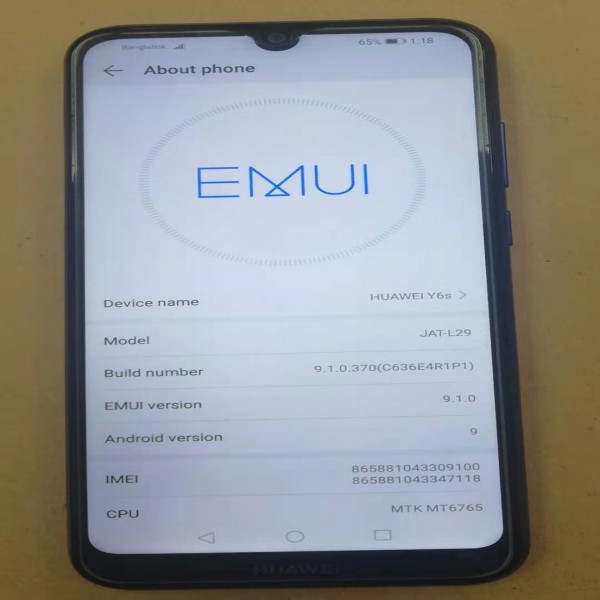 Banglalink 65% 1:18
About phone
EMUI
Device name HUAWEI Y6s
Model JAT-L29
Build number 9.1.0.370(C636E4R1P1)
EMUI version 9.1.0
Android version 9
IMEI 865881043309100
865881043347118
CPU MTK MT6765
HUAWEI